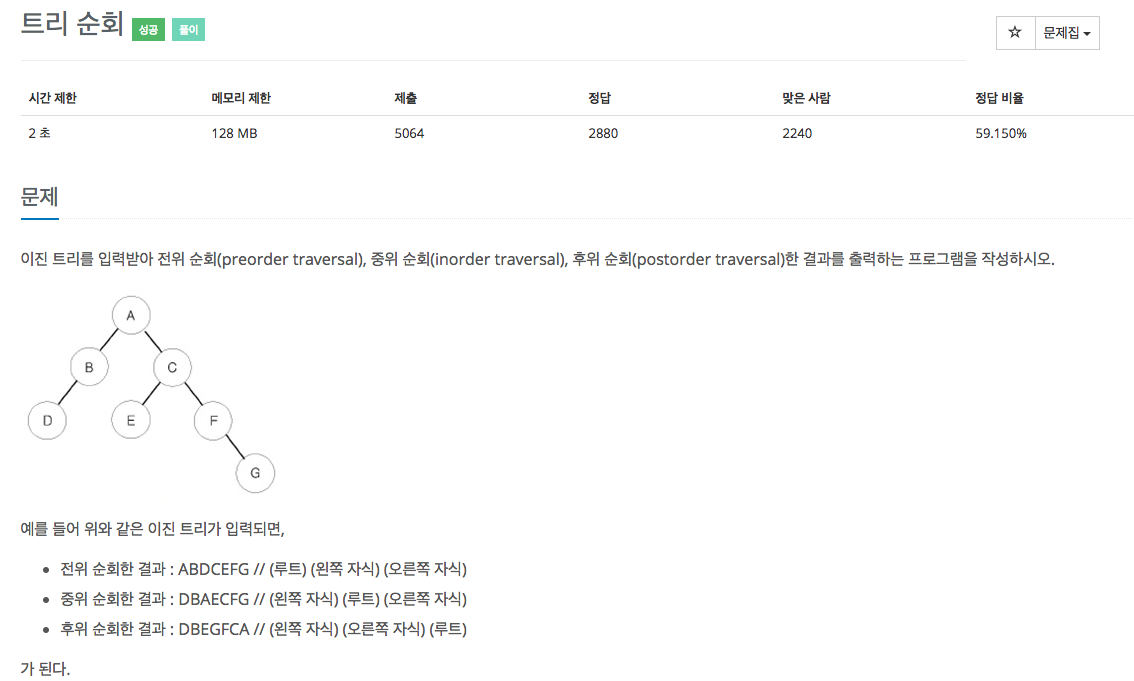 트리 순회 성공 풀이
☆ 문제집
시간 제한 메모리 제한 제출 정답 맞은 사람 정답 비율
2 초 128 MB 5064 2880 2240 59.150%
문제
이진 트리를 입력받아 전위 순회(preorder traversal), 중위 순회(inorder traversal), 후위 순회(postorder traversal)한 결과를 출력하는 프로그램을 작성하시오.
A
B C
D E F
G
예를 들어 위와 같은 이진 트리가 입력되면,
• 전위 순회한 결과 : ABDCEFG // (루트) (왼쪽 자식) (오른쪽 자식)
• 중위 순회한 결과 : DBAECFG // (왼쪽 자식) (루트) (오른쪽 자식)
• 후위 순회한 결과 : DBEGFCA // (왼쪽 자식) (오른쪽 자식) (루트)
가 된다.